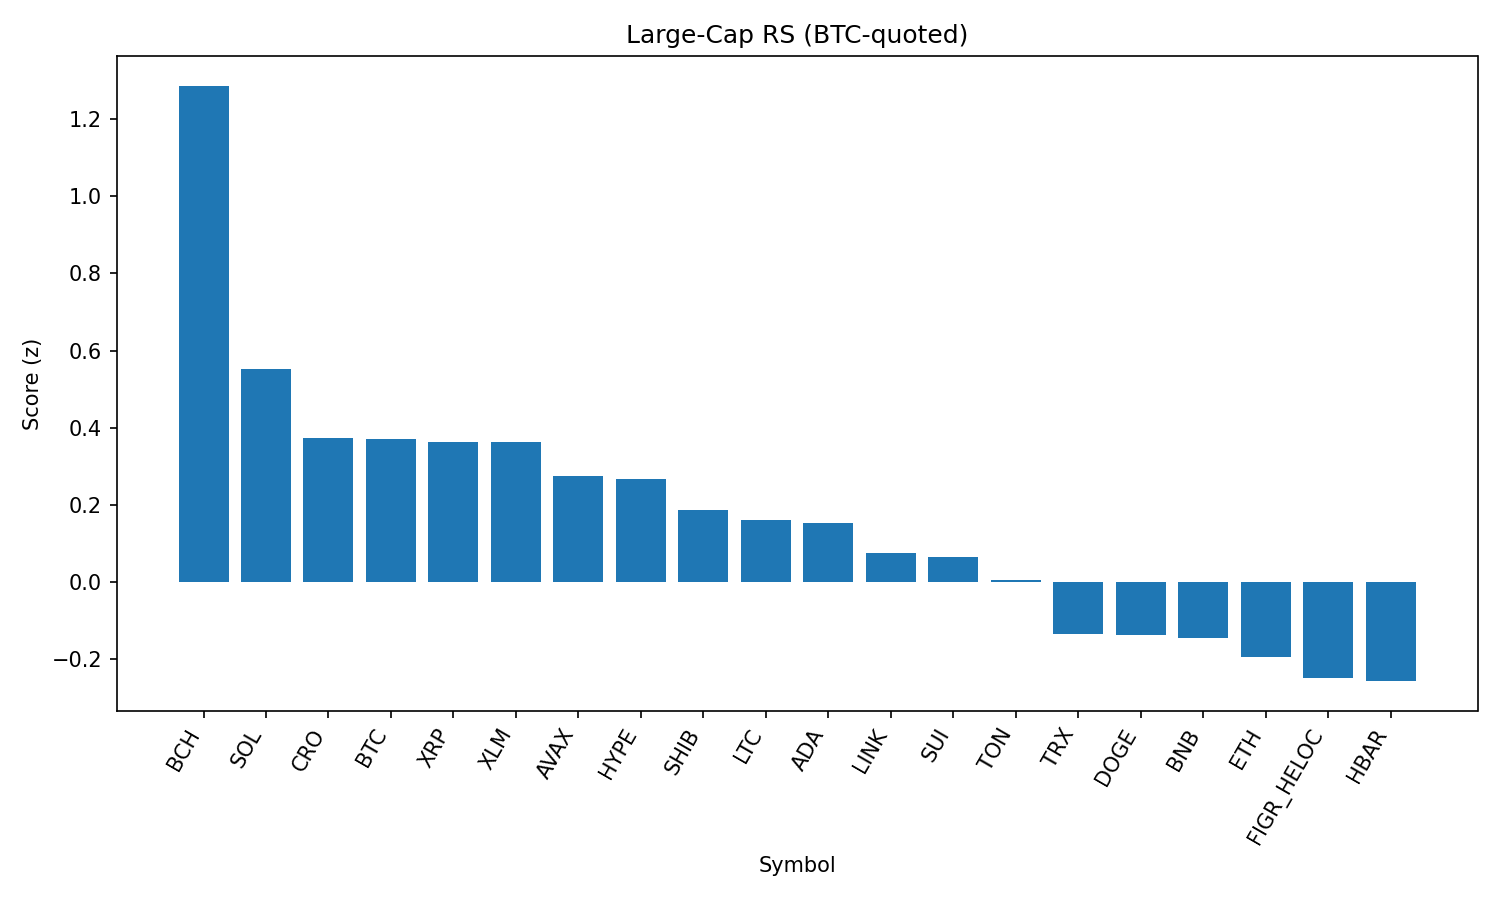 Large-Cap RS (BTC-quoted)
Score (z)
1.2
1.0
0.8
0.6
0.4
0.2
0.0
−0.2
BCH
SOL
CRO
BTC
XRP
XLM
AVAX
HYPE
SHIB
LTC
ADA
LINK
SUI
TON
TRX
DOGE
BNB
ETH
FIGR_HELOC
HBAR
Symbol